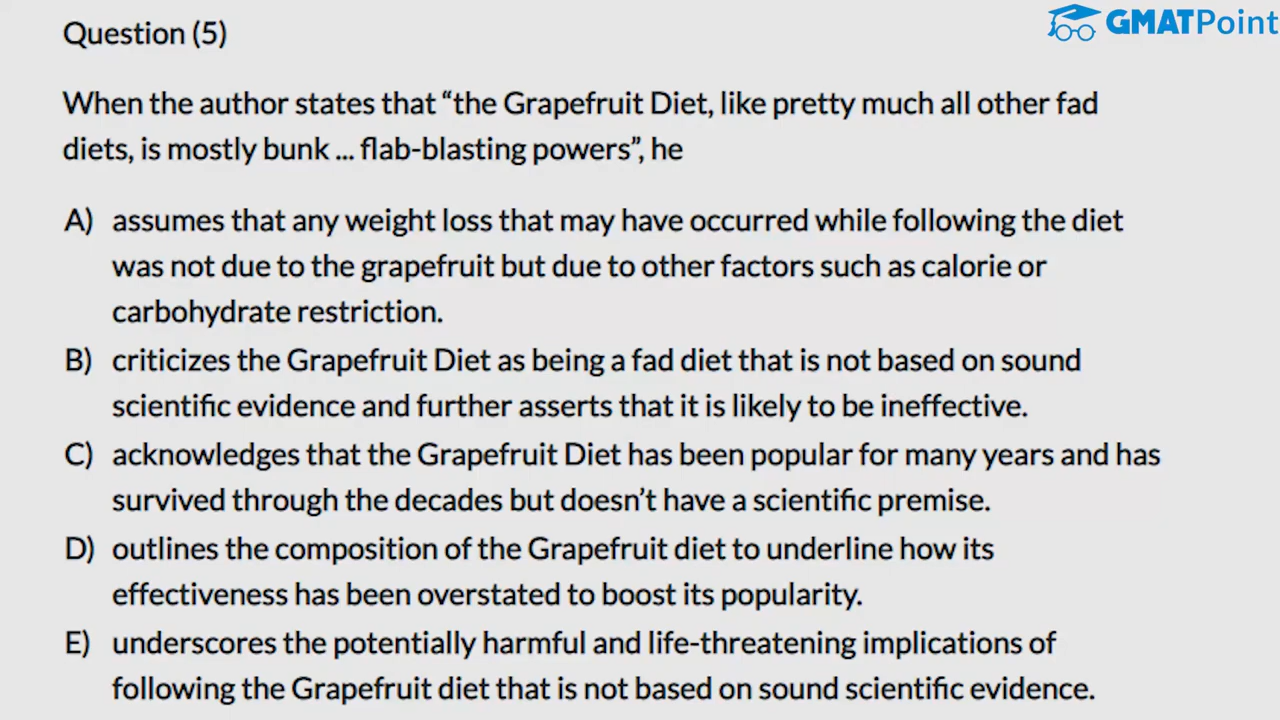 Question (5)
GMATPoint
When the author states that “the Grapefruit Diet, like pretty much all other fad
diets, is mostly bunk ... flab-blasting powers”, he
A) assumes that any weight loss that may have occurred while following the diet
was not due to the grapefruit but due to other factors such as calorie or
carbohydrate restriction.
B) criticizes the Grapefruit Diet as being a fad diet that is not based on sound
scientific evidence and further asserts that it is likely to be ineffective.
C) acknowledges that the Grapefruit Diet has been popular for many years and has
survived through the decades but doesn’t have a scientific premise.
D) outlines the composition of the Grapefruit diet to underline how its
effectiveness has been overstated to boost its popularity.
E) underscores the potentially harmful and life-threatening implications of
following the Grapefruit diet that is not based on sound scientific evidence.